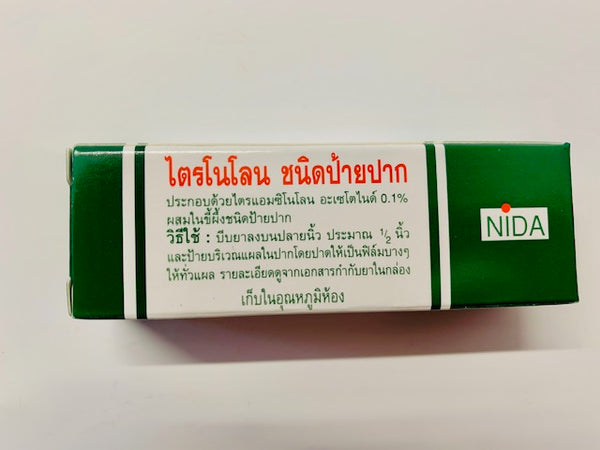 ไตรโนโลน ชนิดป้ายปาก
ประกอบด้วยไตรแอมซิโนโลน อะเซโตไนด์ 0.1%
ผสมในขี้ผึ้งชนิดป้ายปาก
วิธีใช้ : บีบยาลงบนปลายนิ้ว ประมาณ ½ นิ้ว
และป้ายบริเวณแผลในปากโดยปาดให้เป็นฟิล์มบางๆ
ให้ทั่วแผล รายละเอียดดูจากเอกสารกำกับยาในกล่อง
เก็บในอุณหภูมิห้อง
NIDA